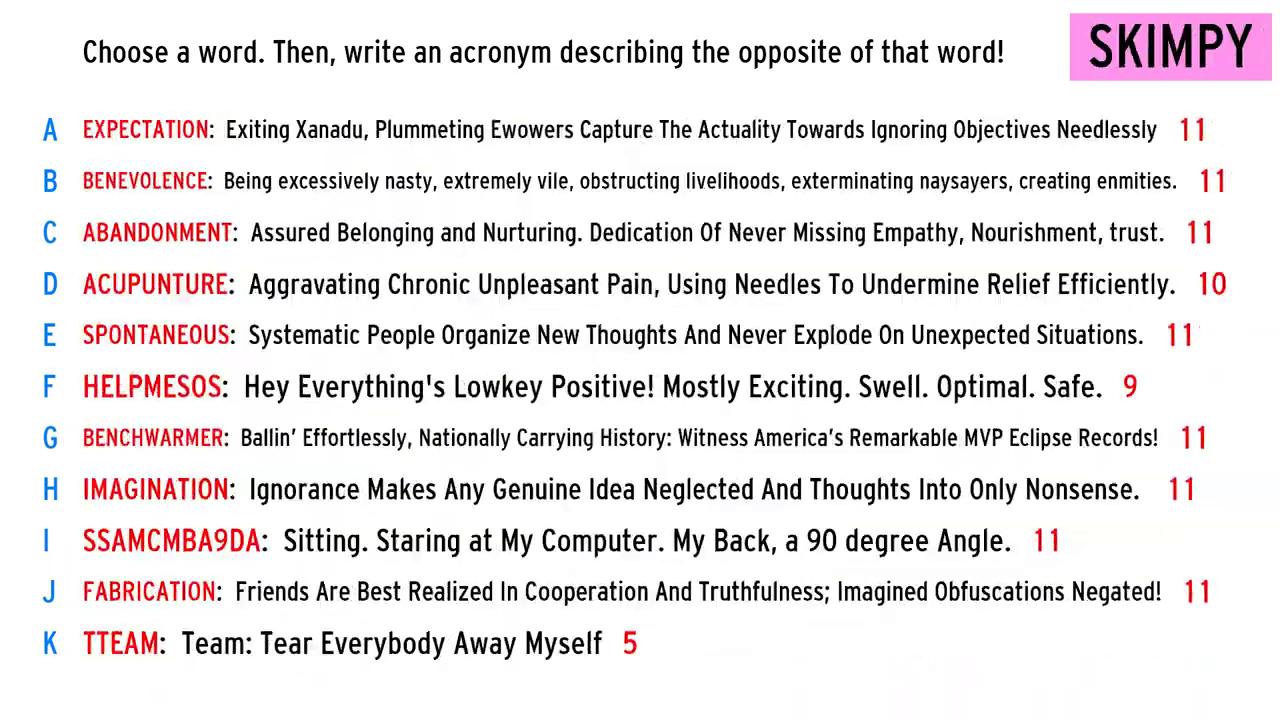 Choose a word. Then, write an acronym describing the opposite of that word!
SKIMPY
A EXPECTATION: Exiting Xanadu, Plummeting Ewowers Capture The Actuality Towards Ignoring Objectives Needlessly 11
B BENEVOLENCE: Being excessively nasty, extremely vile, obstructing livelihoods, exterminating naysayers, creating enmities. 11
C ABANDONMENT: Assured Belonging and Nurturing. Dedication Of Never Missing Empathy, Nourishment, trust. 11
D ACUPUNTURE: Aggravating Chronic Unpleasant Pain, Using Needles To Undermine Relief Efficiently. 10
E SPONTANEOUS: Systematic People Organize New Thoughts And Never Explode On Unexpected Situations. 11
F HELPMESOS: Hey Everything's Lowkey Positive! Mostly Exciting. Swell. Optimal. Safe. 9
G BENCHWARMER: Ballin’ Effortlessly, Nationally Carrying History: Witness America’s Remarkable MVP Eclipse Records! 11
H IMAGINATION: Ignorance Makes Any Genuine Idea Neglected And Thoughts Into Only Nonsense. 11
I SSAMCMBA9DA: Sitting. Staring at My Computer. My Back, a 90 degree Angle. 11
J FABRICATION: Friends Are Best Realized In Cooperation And Truthfulness; Imagined Obfuscations Negated! 11
K TTEAM: Team: Tear Everybody Away Myself 5